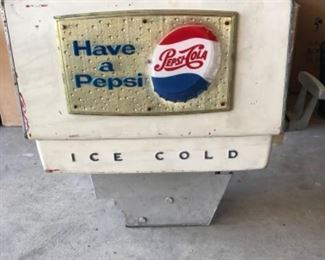 Have
a
Pepsi
PEPSI-COLA
ICE COLD